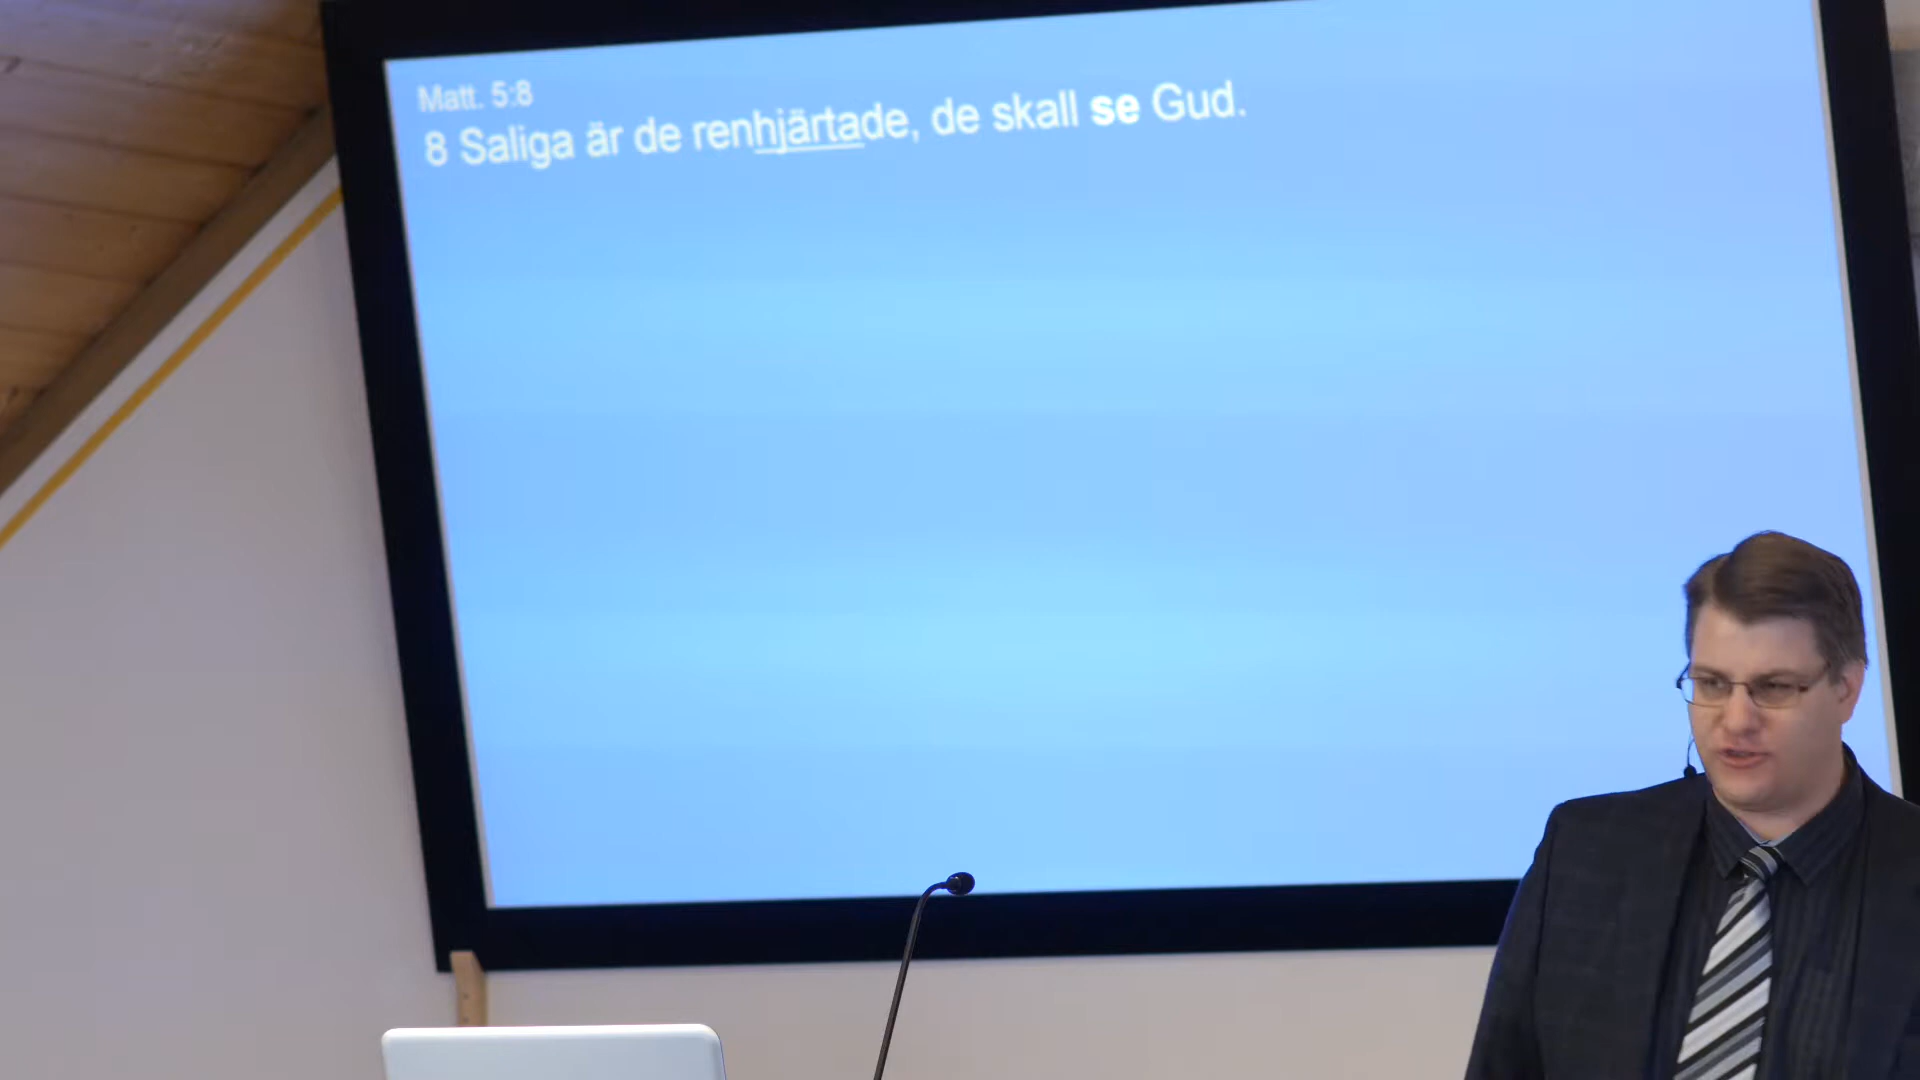 Matt. 5:8
8 Saliga är de renhjärtade, de skall se Gud.